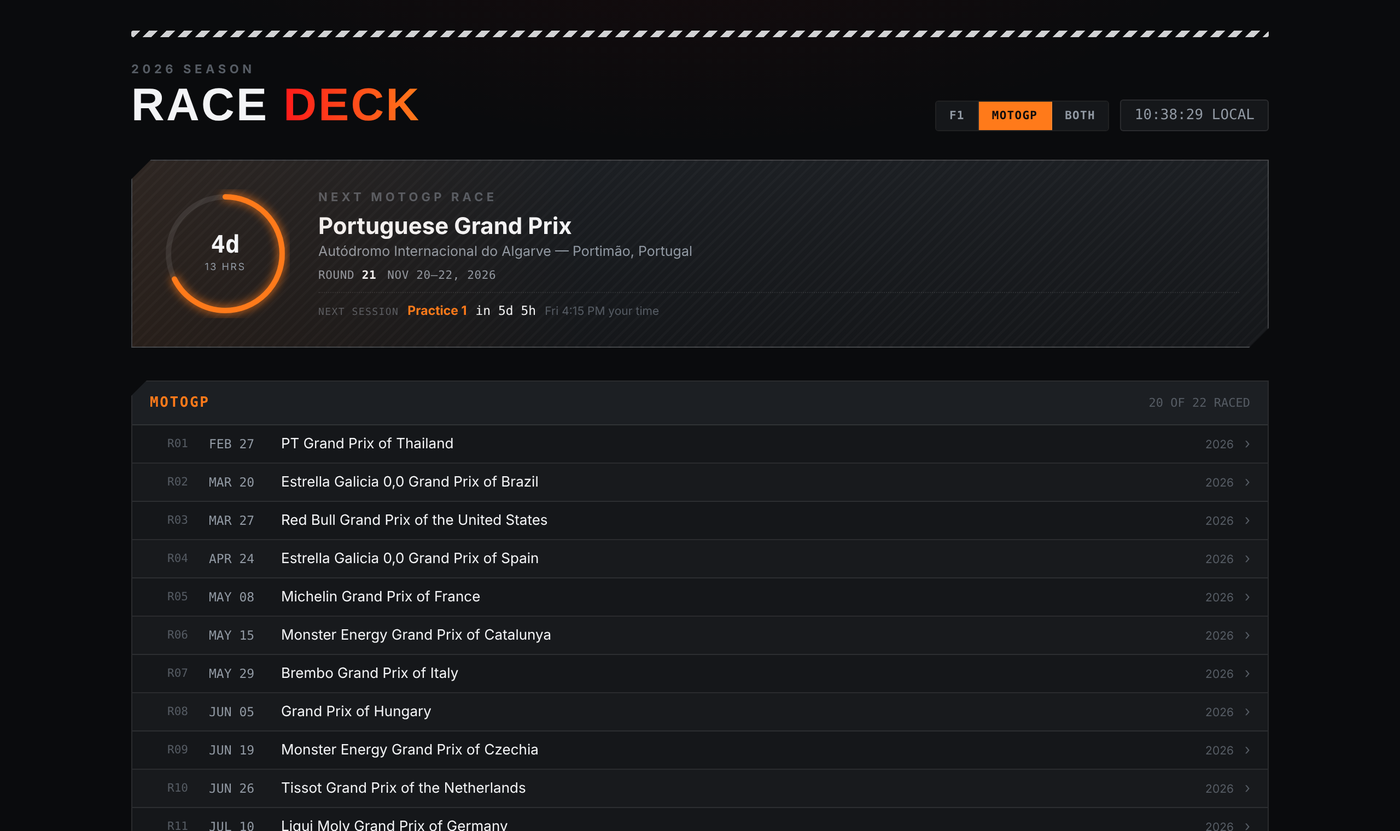 2026 SEASON
RACE DECK
F1 MOTOGP BOTH 10:38:29 LOCAL
4d
13 HRS
NEXT MOTOGP RACE
Portuguese Grand Prix
Autódromo Internacional do Algarve — Portimão, Portugal
ROUND 21 NOV 20–22, 2026
NEXT SESSION Practice 1 in 5d 5h Fri 4:15 PM your time
MOTOGP 20 OF 22 RACED
R01 FEB 27 PT Grand Prix of Thailand 2026 ›
R02 MAR 20 Estrella Galicia 0,0 Grand Prix of Brazil 2026 ›
R03 MAR 27 Red Bull Grand Prix of the United States 2026 ›
R04 APR 24 Estrella Galicia 0,0 Grand Prix of Spain 2026 ›
R05 MAY 08 Michelin Grand Prix of France 2026 ›
R06 MAY 15 Monster Energy Grand Prix of Catalunya 2026 ›
R07 MAY 29 Brembo Grand Prix of Italy 2026 ›
R08 JUN 05 Grand Prix of Hungary 2026 ›
R09 JUN 19 Monster Energy Grand Prix of Czechia 2026 ›
R10 JUN 26 Tissot Grand Prix of the Netherlands 2026 ›
R11 JUL 10 Liqui Moly Grand Prix of Germany 2026 ›